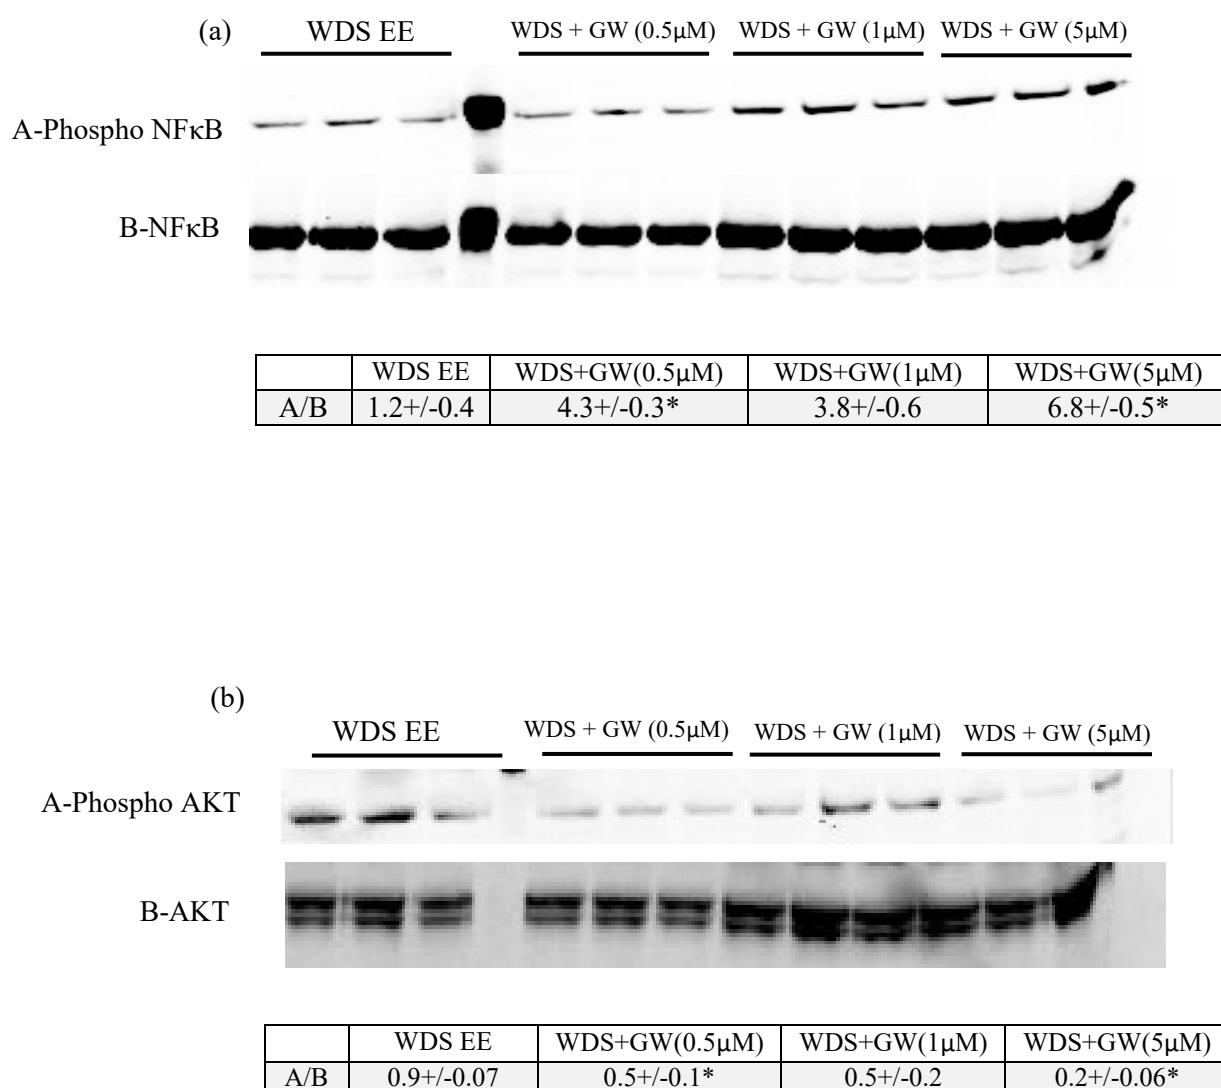 (a)
WDS EE WDS + GW (0.5μM) WDS + GW (1μM) WDS + GW (5μM)
A-Phospho NFκB
B-NFκB
WDS EE WDS+GW(0.5μM) WDS+GW(1μM) WDS+GW(5μM)
A/B 1.2+/-0.4 4.3+/-0.3* 3.8+/-0.6 6.8+/-0.5*
(b)
WDS EE WDS + GW (0.5μM) WDS + GW (1μM) WDS + GW (5μM)
A-Phospho AKT
B-AKT
WDS EE WDS+GW(0.5μM) WDS+GW(1μM) WDS+GW(5μM)
A/B 0.9+/-0.07 0.5+/-0.1* 0.5+/-0.2 0.2+/-0.06*